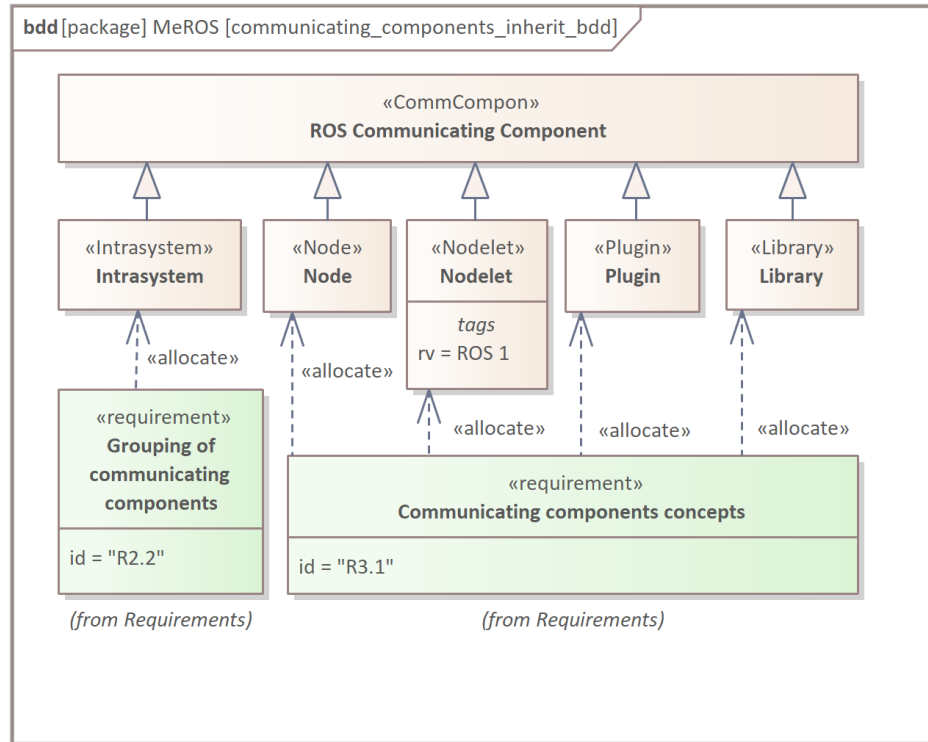 bdd [package] MeROS [communicating_components_inherit_bdd]
«CommCompon»
ROS Communicating Component
«Intrasystem»
Intrasystem
«Node»
Node
«Nodelet»
Nodelet
tags
rv = ROS 1
«Plugin»
Plugin
«Library»
Library
«allocate»
«allocate»
«allocate»
«allocate»
«allocate»
«requirement»
Grouping of
communicating
components
id = "R2.2"
(from Requirements)
«requirement»
Communicating components concepts
id = "R3.1"
(from Requirements)